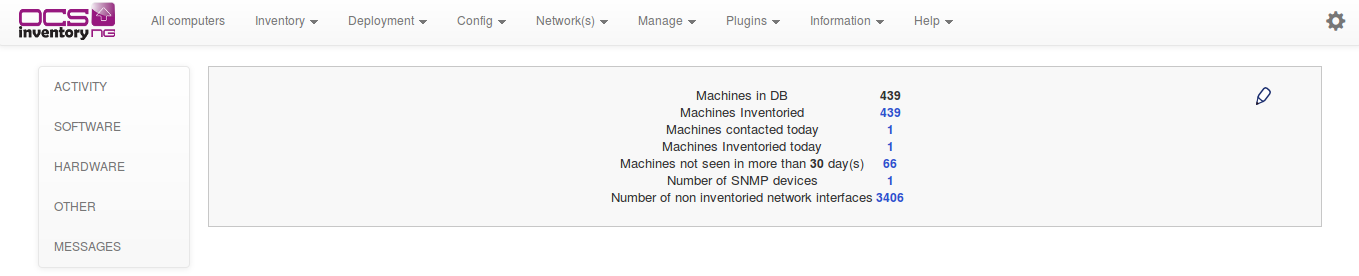 OCS
inventory NG
All computers Inventory Deployment Config Network(s) Manage Plugins Information Help
ACTIVITY
SOFTWARE
HARDWARE
OTHER
MESSAGES
Machines in DB 439
Machines Inventoried 439
Machines contacted today 1
Machines Inventoried today 1
Machines not seen in more than 30 day(s) 66
Number of SNMP devices 1
Number of non inventoried network interfaces 3406